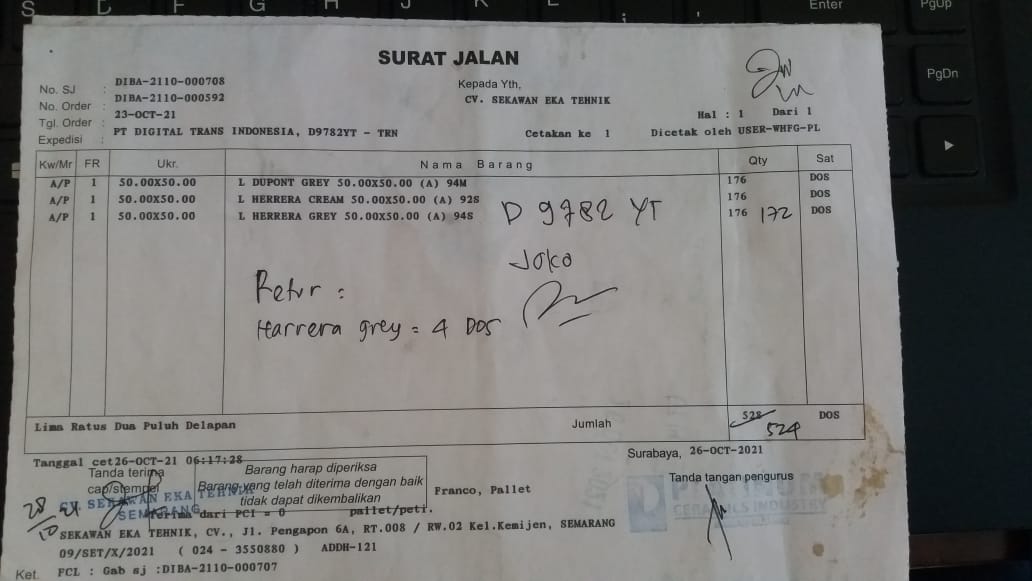 S D F G H J K L ; Enter PgUp
PgDn
SURAT JALAN
No. SJ : DIBA-2110-000708
No. Order : DIBA-2110-000592
Tgl. Order : 23-OCT-21
Expedisi : PT DIGITAL TRANS INDONESIA, D9782YT - TRN
Kepada Yth,
CV. SEKAWAN EKA TEHNIK
Hal : 1 Dari 1
Cetakan ke 1 Dicetak oleh USER-WHFG-PL
Kw/Mr FR Ukr. Nama Barang Qty Sat
A/P 1 50.00X50.00 L DUPONT GREY 50.00X50.00 (A) 94M 176 DOS
A/P 1 50.00X50.00 L HERRERA CREAM 50.00X50.00 (A) 92S 176 DOS
A/P 1 50.00X50.00 L HERRERA GREY 50.00X50.00 (A) 94S 176 172 DOS
D 9782 YT
Joko
Retur :
Harrera grey = 4 DOS
Lima Ratus Dua Puluh Delapan Jumlah 528 DOS
524
Tanggal cet26-OCT-21 06:17:28
Surabaya, 26-OCT-2021
Tanda terima
cap/stempel
Barang harap diperiksa
Barang yang telah diterima dengan baik
tidak dapat dikembalikan
Tanda tangan pengurus
CV. SEKAWAN EKA TEHNIK
SEMARANG
28/10 21
Franco, Pallet
Terima dari PCI = 0 pallet/peti.
PLATINUM
CERAMICS INDUSTRY
SEKAWAN EKA TEHNIK, CV., Jl. Pengapon 6A, RT.008 / RW.02 Kel.Kemijen, SEMARANG
09/SET/X/2021 ( 024 - 3550880 ) ADDH-121
Ket. FCL : Gab sj :DIBA-2110-000707